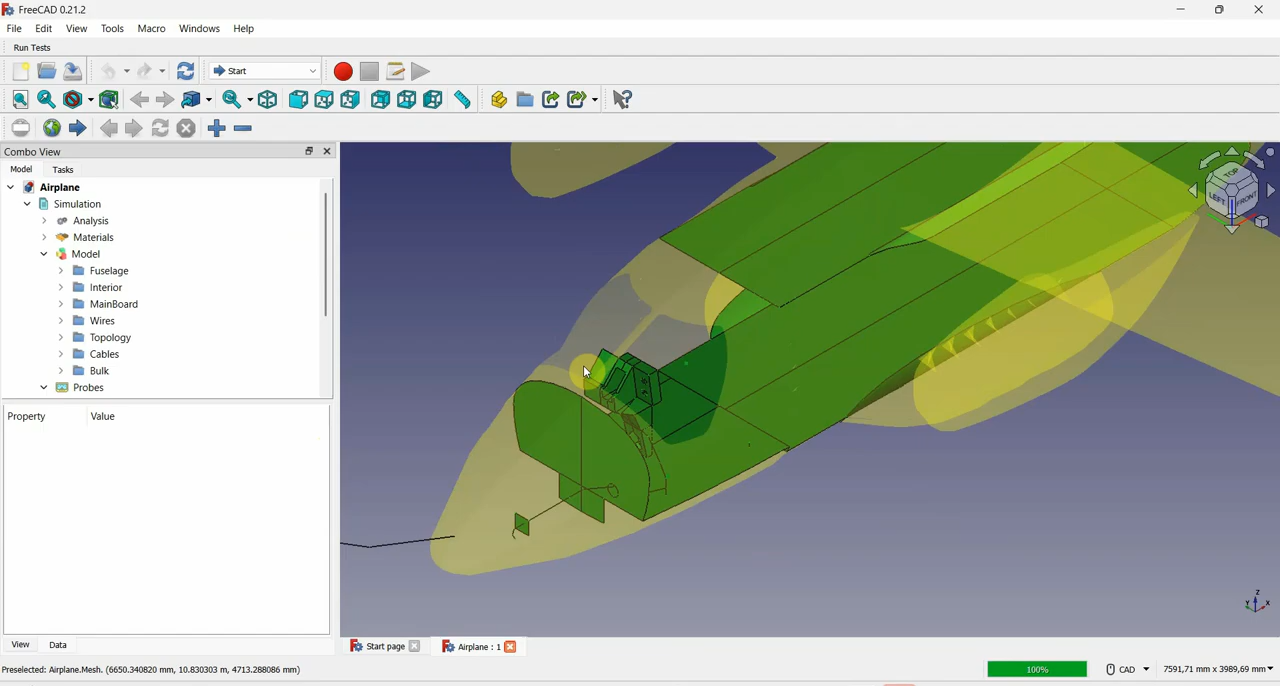 FreeCAD 0.21.2
File Edit View Tools Macro Windows Help
Run Tests
Start
Combo View
Model Tasks
Airplane
Simulation
Analysis
Materials
Model
Fuselage
Interior
MainBoard
Wires
Topology
Cables
Bulk
Probes
Property Value
TOP
LEFT FRONT
Z
Y X
View Data
Start page Airplane : 1
Preselected: Airplane.Mesh. (6650.340820 mm, 10.830303 m, 4713.288086 mm)
100% CAD 7591,71 mm x 3989,69 mm